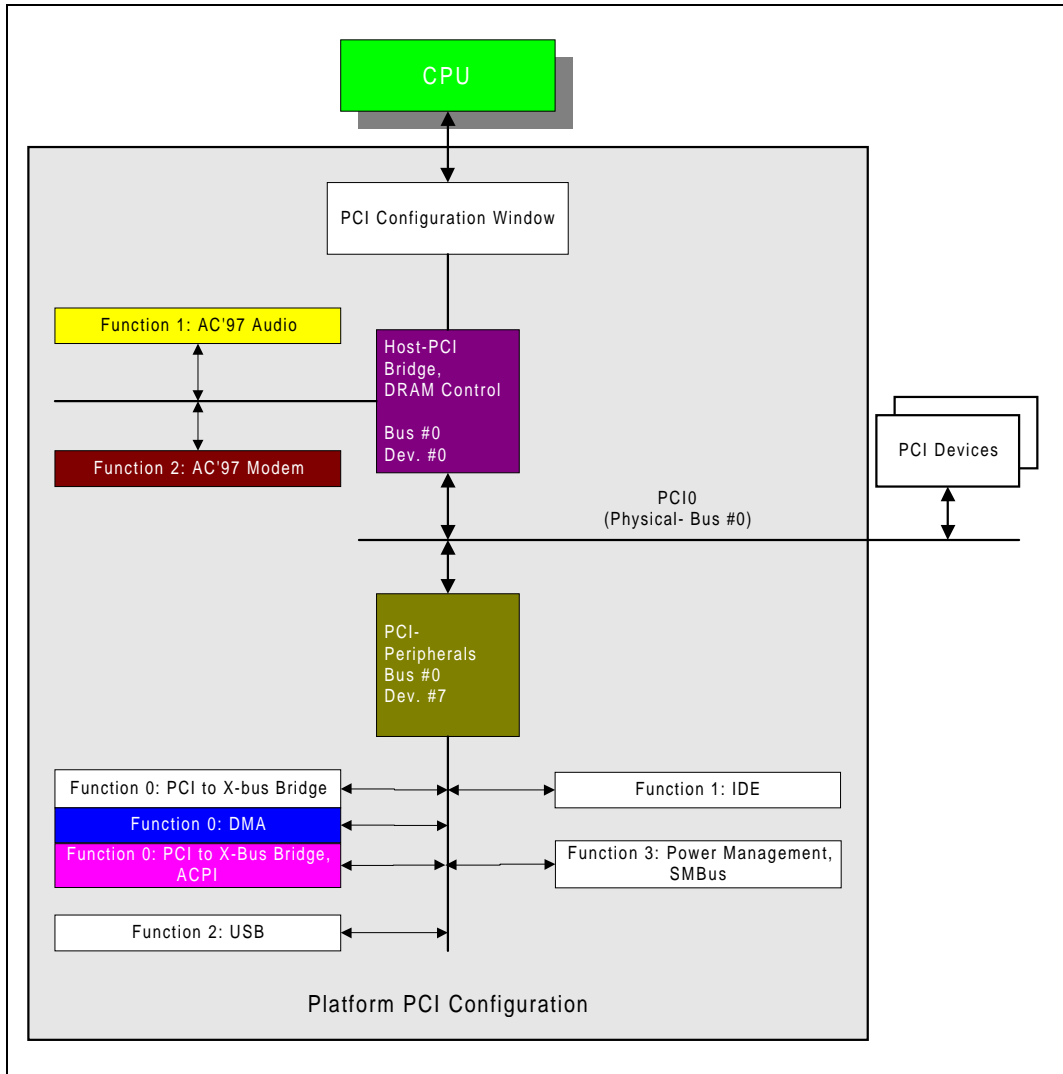 CPU
PCI Configuration Window
Function 1: AC'97 Audio
Host-PCI
Bridge,
DRAM Control
Bus #0
Dev. #0
Function 2: AC'97 Modem
PCI Devices
PCI0
(Physical- Bus #0)
PCI-
Peripherals
Bus #0
Dev. #7
Function 0: PCI to X-bus Bridge
Function 1: IDE
Function 0: DMA
Function 0: PCI to X-Bus Bridge,
ACPI
Function 3: Power Management,
SMBus
Function 2: USB
Platform PCI Configuration